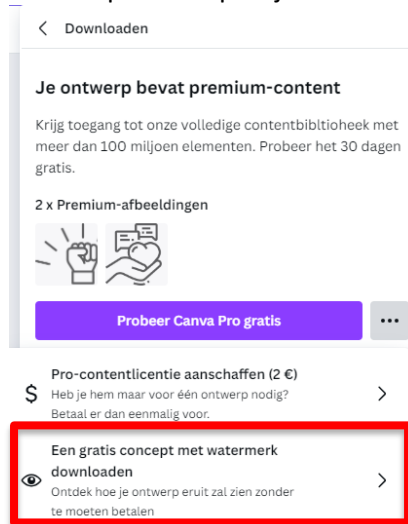 Downloaden
Je ontwerp bevat premium-content
Krijg toegang tot onze volledige contentbibltioheek met
meer dan 100 miljoen elementen. Probeer het 30 dagen
gratis.
2 x Premium-afbeeldingen
Probeer Canva Pro gratis
Pro-contentlicentie aanschaffen (2 €)
Heb je hem maar voor één ontwerp nodig?
Betaal er dan eenmalig voor.
Een gratis concept met watermerk
downloaden
Ontdek hoe je ontwerp eruit zal zien zonder
te moeten betalen